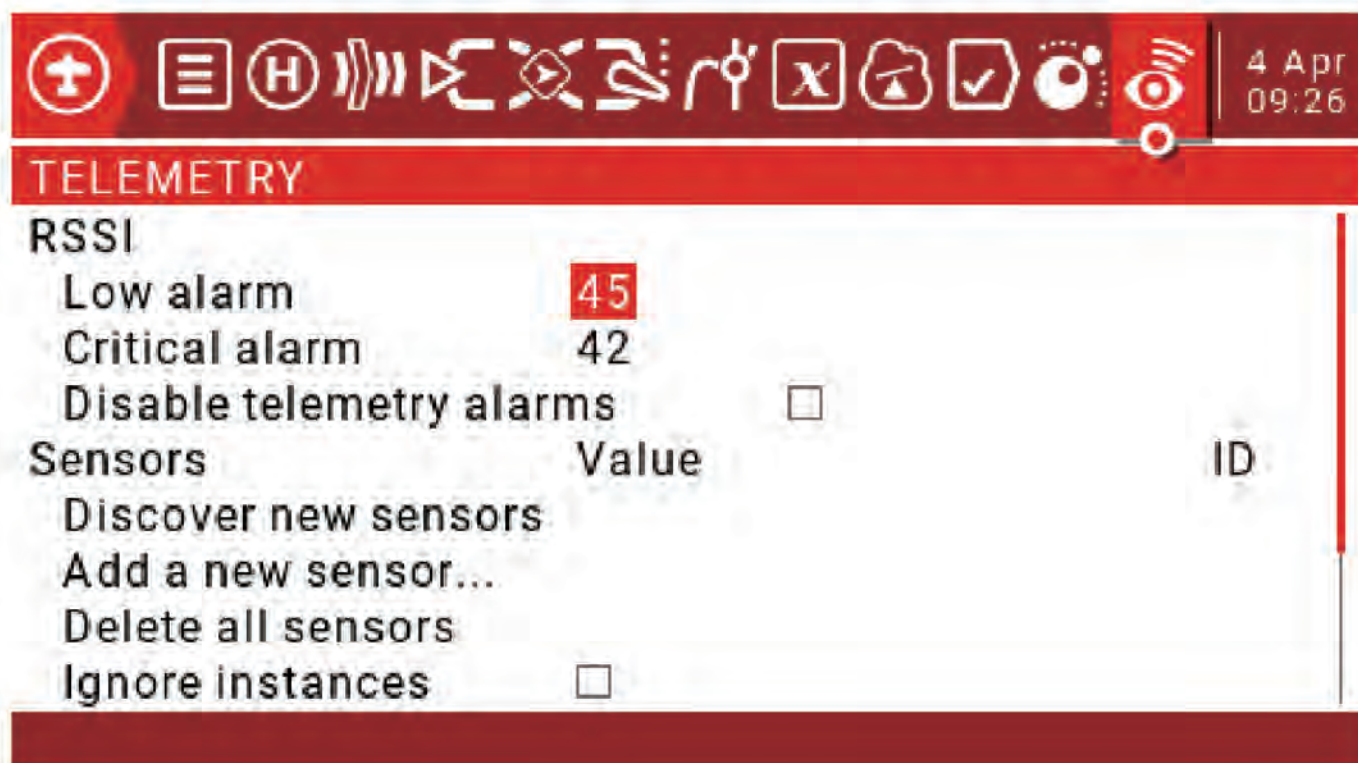 H
x
4 Apr
09:26
TELEMETRY
RSSI
Low alarm 45
Critical alarm 42
Disable telemetry alarms
Sensors Value ID
Discover new sensors
Add a new sensor...
Delete all sensors
Ignore instances